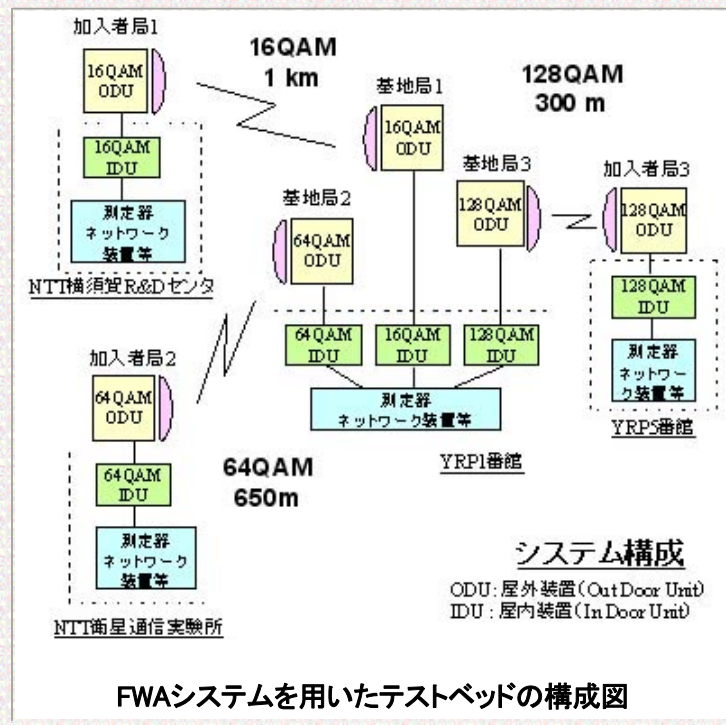 加入者局1
16QAM
ODU
16QAM
IDU
測定器
ネットワーク
装置等
NTT横須賀R&Dセンタ
16QAM
1 km
基地局1
16QAM
ODU
128QAM
300 m
基地局3
128QAM
ODU
加入者局3
128QAM
ODU
128QAM
IDU
測定器
ネットワー
ク装置等
YRP5番館
基地局2
64QAM
ODU
64QAM
IDU
16QAM
IDU
128QAM
IDU
測定器
ネットワーク装置等
YRP1番館
加入者局2
64QAM
ODU
64QAM
IDU
測定器
ネットワーク
装置等
NTT衛星通信実験所
64QAM
650m
システム構成
ODU:屋外装置(Out Door Unit)
IDU:屋内装置(In Door Unit)
FWAシステムを用いたテストベッドの構成図